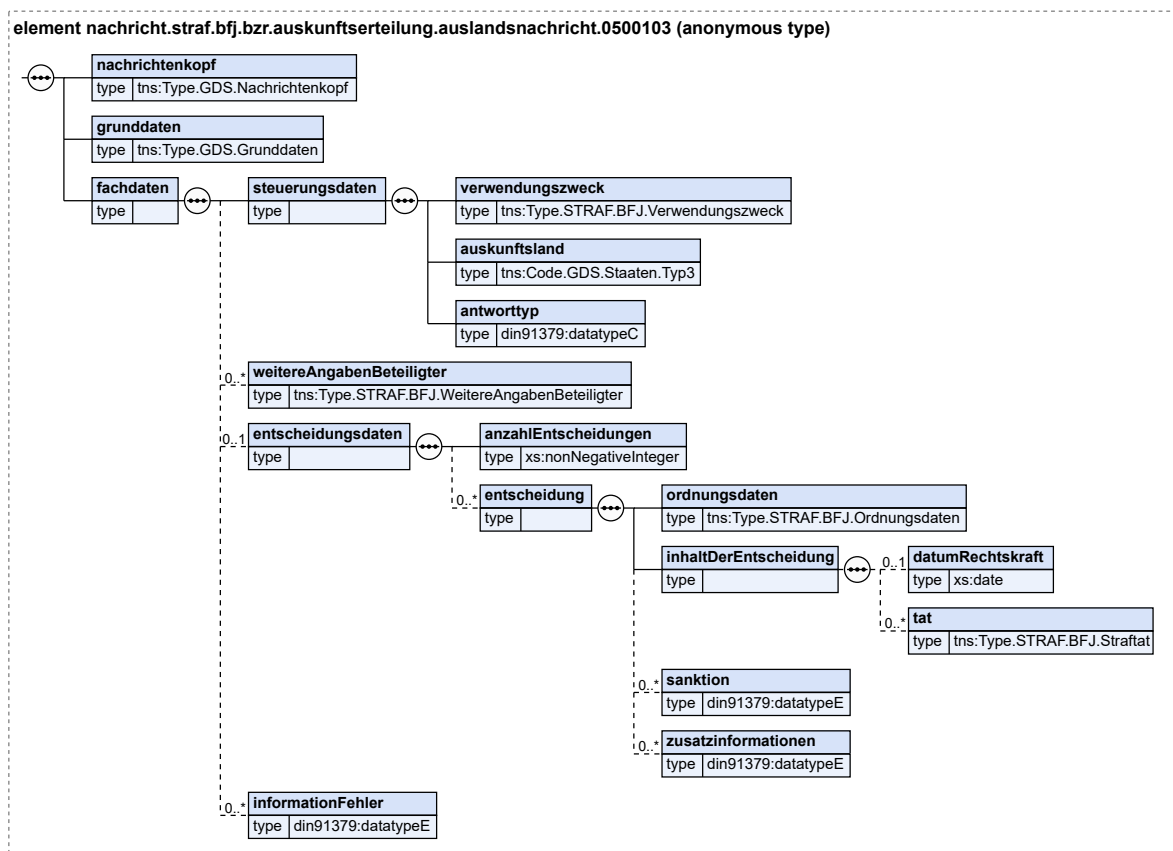 element nachricht.straf.bfj.bzr.auskunftserteilung.auslandsnachricht.0500103 (anonymous type)
nachrichtenkopf
type tns:Type.GDS.Nachrichtenkopf
grunddaten
type tns:Type.GDS.Grunddaten
fachdaten
type
steuerungsdaten
type
verwendungszweck
type tns:Type.STRAF.BFJ.Verwendungszweck
auskunftsland
type tns:Code.GDS.Staaten.Typ3
antworttyp
type din91379:datatypeC
0..*
weitereAngabenBeteiligter
type tns:Type.STRAF.BFJ.WeitereAngabenBeteiligter
0..1
entscheidungsdaten
type
anzahlEntscheidungen
type xs:nonNegativeInteger
0..*
entscheidung
type
ordnungsdaten
type tns:Type.STRAF.BFJ.Ordnungsdaten
inhaltDerEntscheidung
type
0..1
datumRechtskraft
type xs:date
0..*
tat
type tns:Type.STRAF.BFJ.Straftat
0..*
sanktion
type din91379:datatypeE
0..*
zusatzinformationen
type din91379:datatypeE
0..*
informationFehler
type din91379:datatypeE